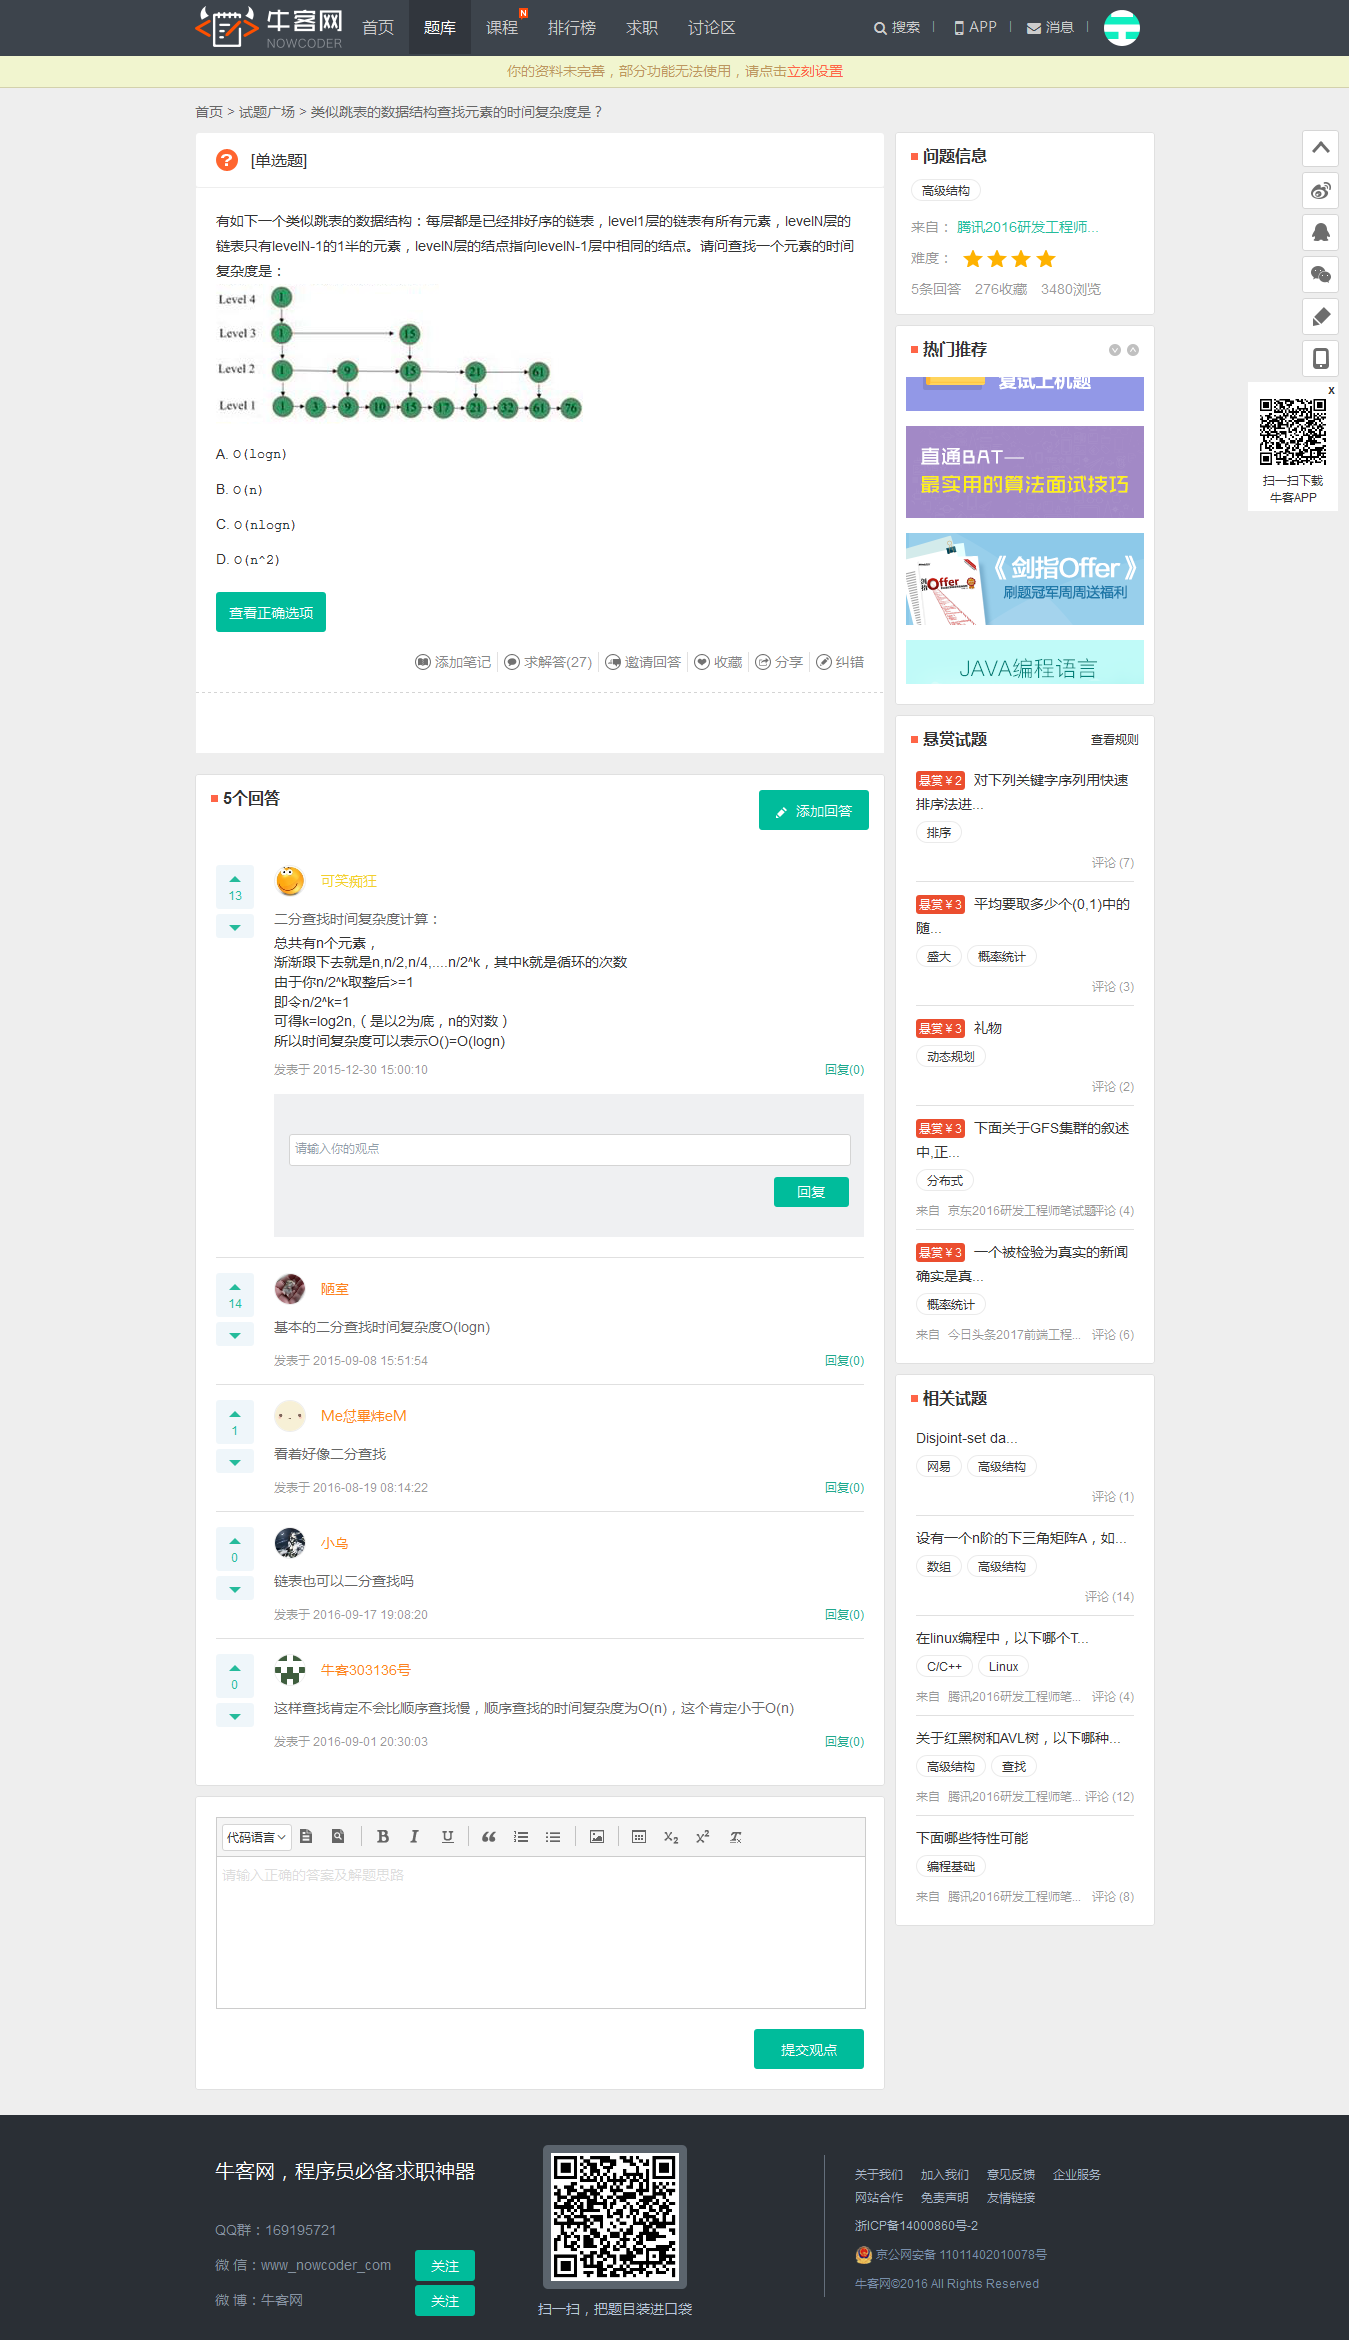 牛客网
NOWCODER
首页 题库 课程 N 排行榜 求职 讨论区 搜索 APP 消息
你的资料未完善，部分功能无法使用，请点击立刻设置
首页 > 试题广场 > 类似跳表的数据结构查找元素的时间复杂度是？
[单选题]
有如下一个类似跳表的数据结构：每层都是已经排好序的链表，level1层的链表有所有元素，levelN层的
链表只有levelN-1的1半的元素，levelN层的结点指向levelN-1层中相同的结点。请问查找一个元素的时间
复杂度是：
Level 4 1
Level 3 1 15
Level 2 1 9 15 21 61
Level 1 1 3 9 10 15 17 21 32 61 76
A. O(logn)
B. O(n)
C. O(nlogn)
D. O(n^2)
查看正确选项
添加笔记 求解答(27) 邀请回答 收藏 分享 纠错
5个回答
添加回答
13
可笑痴狂
二分查找时间复杂度计算：
总共有n个元素，
渐渐跟下去就是n,n/2,n/4,....n/2^k，其中k就是循环的次数
由于你n/2^k取整后>=1
即令n/2^k=1
可得k=log2n,（是以2为底，n的对数）
所以时间复杂度可以表示O()=O(logn)
发表于 2015-12-30 15:00:10 回复(0)
请输入你的观点
回复
14
陋室
基本的二分查找时间复杂度O(logn)
发表于 2015-09-08 15:51:54 回复(0)
1
Me怼畢炜eM
看着好像二分查找
发表于 2016-08-19 08:14:22 回复(0)
0
小乌
链表也可以二分查找吗
发表于 2016-09-17 19:08:20 回复(0)
0
牛客303136号
这样查找肯定不会比顺序查找慢，顺序查找的时间复杂度为O(n)，这个肯定小于O(n)
发表于 2016-09-01 20:30:03 回复(0)
代码语言 B I U X₂ X² T
请输入正确的答案及解题思路
提交观点
问题信息
高级结构
来自： 腾讯2016研发工程师...
难度：
5条回答 276收藏 3480浏览
热门推荐
复试上机题
直通BAT—
最实用的算法面试技巧
剑指
Offer
《剑指Offer》
刷题冠军周周送福利
JAVA编程语言
悬赏试题 查看规则
悬赏￥2 对下列关键字序列用快速
排序法进...
排序
评论 (7)
悬赏￥3 平均要取多少个(0,1)中的
随...
盛大 概率统计
评论 (3)
悬赏￥3 礼物
动态规划
评论 (2)
悬赏￥3 下面关于GFS集群的叙述
中,正...
分布式
来自 京东2016研发工程师笔试题 评论 (4)
悬赏￥3 一个被检验为真实的新闻
确实是真...
概率统计
来自 今日头条2017前端工程... 评论 (6)
相关试题
Disjoint-set da...
网易 高级结构
评论 (1)
设有一个n阶的下三角矩阵A，如...
数组 高级结构
评论 (14)
在linux编程中，以下哪个T...
C/C++ Linux
来自 腾讯2016研发工程师笔... 评论 (4)
关于红黑树和AVL树，以下哪种...
高级结构 查找
来自 腾讯2016研发工程师笔... 评论 (12)
下面哪些特性可能
编程基础
来自 腾讯2016研发工程师笔... 评论 (8)
x
扫一扫下载
牛客APP
牛客网，程序员必备求职神器
QQ群：169195721
微 信：www_nowcoder_com 关注
微 博：牛客网 关注
扫一扫，把题目装进口袋
关于我们 加入我们 意见反馈 企业服务
网站合作 免责声明 友情链接
浙ICP备14000860号-2
京公网安备 11011402010078号
牛客网©2016 All Rights Reserved